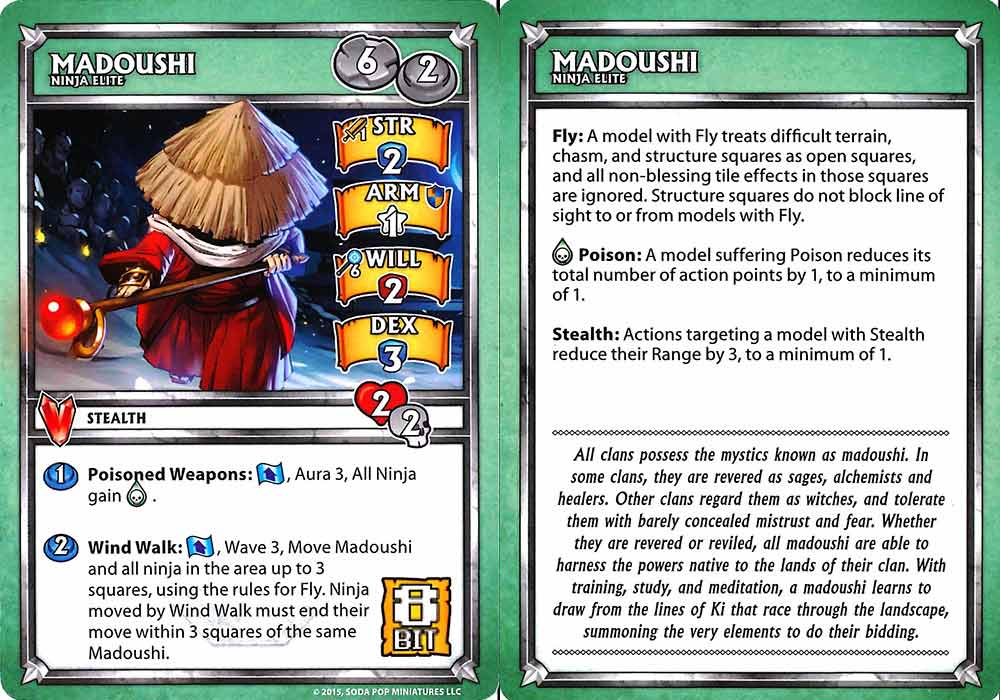 MADOUSHI
NINJA ELITE
6
2
STR
2
ARM
1
WILL
6
2
DEX
3
STEALTH
2
2
1 Poisoned Weapons: , Aura 3, All Ninja
gain .
2 Wind Walk: , Wave 3, Move Madoushi
and all ninja in the area up to 3
squares, using the rules for Fly. Ninja
moved by Wind Walk must end their
move within 3 squares of the same
Madoushi.
8
BIT
© 2015, SODA POP MINIATURES LLC
MADOUSHI
NINJA ELITE
Fly: A model with Fly treats difficult terrain,
chasm, and structure squares as open squares,
and all non-blessing tile effects in those squares
are ignored. Structure squares do not block line of
sight to or from models with Fly.
Poison: A model suffering Poison reduces its
total number of action points by 1, to a minimum
of 1.
Stealth: Actions targeting a model with Stealth
reduce their Range by 3, to a minimum of 1.
All clans possess the mystics known as madoushi. In
some clans, they are revered as sages, alchemists and
healers. Other clans regard them as witches, and tolerate
them with barely concealed mistrust and fear. Whether
they are revered or reviled, all madoushi are able to
harness the powers native to the lands of their clan. With
training, study, and meditation, a madoushi learns to
draw from the lines of Ki that race through the landscape,
summoning the very elements to do their bidding.